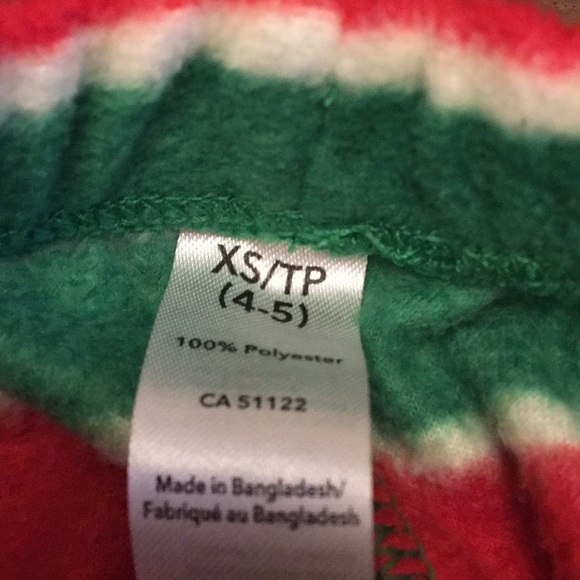 XS/TP
(4-5)
100% Polyester
CA 51122
Made in Bangladesh/
Fabriqué au Bangladesh